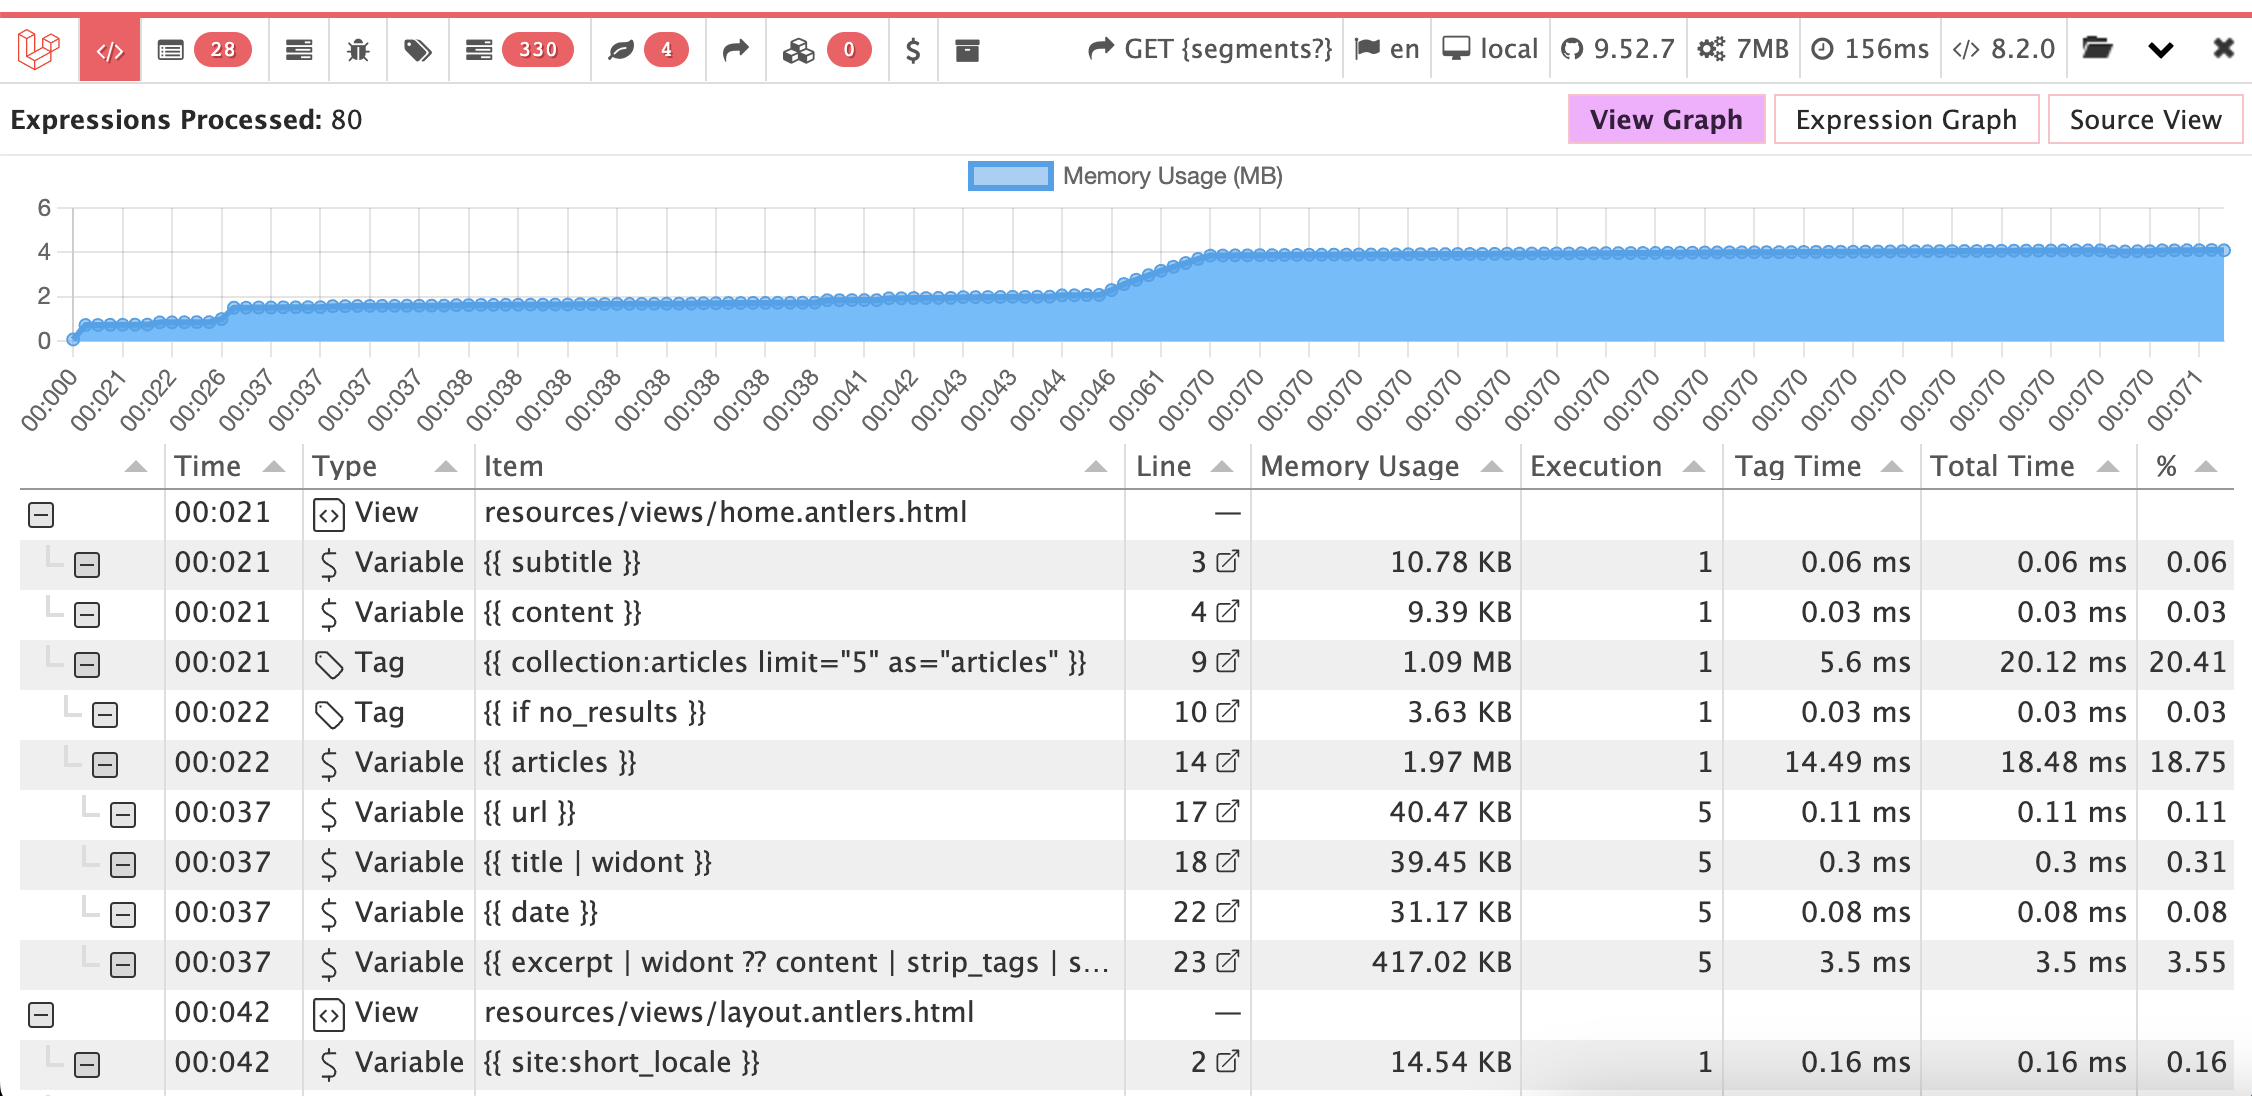 28 330 4 0 $ GET {segments?} en local 9.52.7 7MB 156ms 8.2.0
Expressions Processed: 80 View Graph Expression Graph Source View
Memory Usage (MB)
6
4
2
0
00:000 00:021 00:022 00:026 00:037 00:037 00:037 00:037 00:038 00:038 00:038 00:038 00:038 00:038 00:038 00:038 00:041 00:042 00:043 00:043 00:044 00:046 00:061 00:070 00:070 00:070 00:070 00:070 00:070 00:070 00:070 00:070 00:070 00:070 00:070 00:070 00:070 00:070 00:070 00:070 00:070 00:070 00:070 00:071
Time Type Item Line Memory Usage Execution Tag Time Total Time %
00:021 View resources/views/home.antlers.html —
00:021 $ Variable {{ subtitle }} 3 10.78 KB 1 0.06 ms 0.06 ms 0.06
00:021 $ Variable {{ content }} 4 9.39 KB 1 0.03 ms 0.03 ms 0.03
00:021 Tag {{ collection:articles limit="5" as="articles" }} 9 1.09 MB 1 5.6 ms 20.12 ms 20.41
00:022 Tag {{ if no_results }} 10 3.63 KB 1 0.03 ms 0.03 ms 0.03
00:022 $ Variable {{ articles }} 14 1.97 MB 1 14.49 ms 18.48 ms 18.75
00:037 $ Variable {{ url }} 17 40.47 KB 5 0.11 ms 0.11 ms 0.11
00:037 $ Variable {{ title | widont }} 18 39.45 KB 5 0.3 ms 0.3 ms 0.31
00:037 $ Variable {{ date }} 22 31.17 KB 5 0.08 ms 0.08 ms 0.08
00:037 $ Variable {{ excerpt | widont ?? content | strip_tags | s... 23 417.02 KB 5 3.5 ms 3.5 ms 3.55
00:042 View resources/views/layout.antlers.html —
00:042 $ Variable {{ site:short_locale }} 2 14.54 KB 1 0.16 ms 0.16 ms 0.16